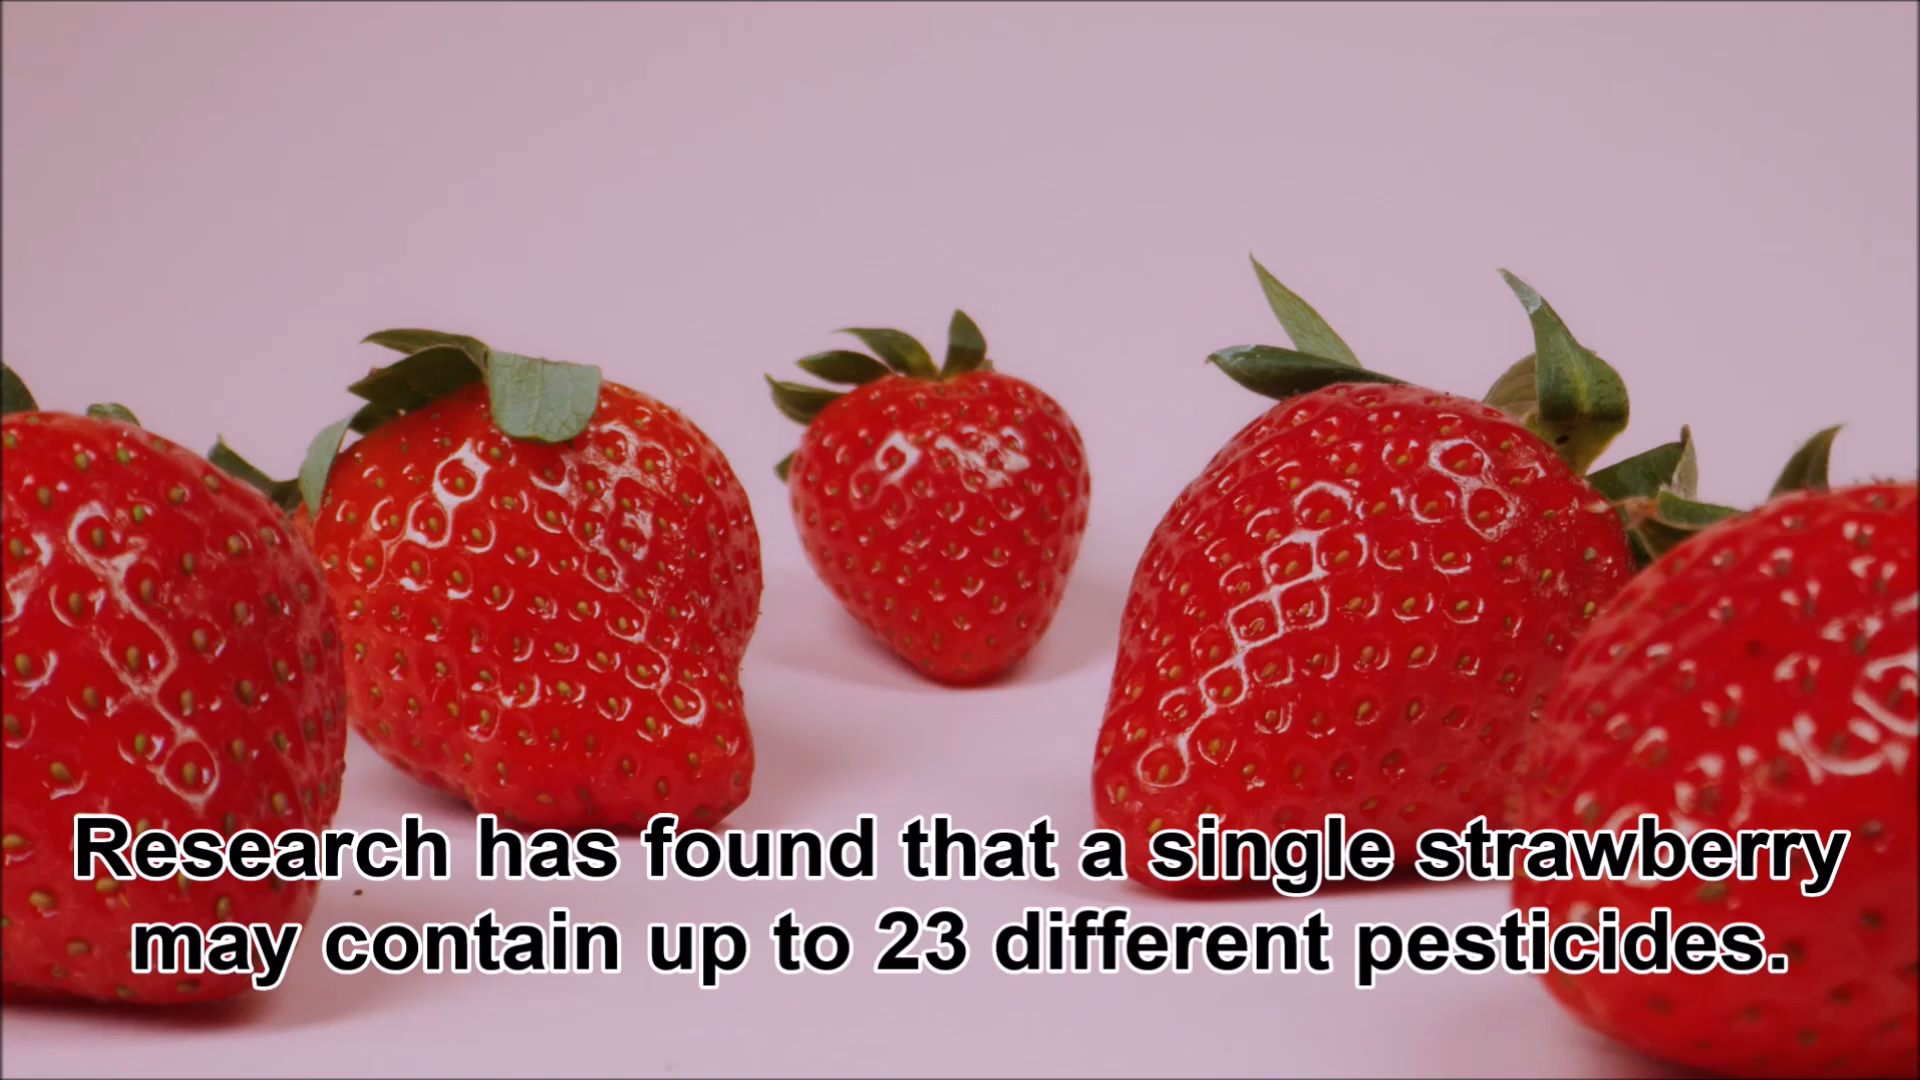 Research has found that a single strawberry
may contain up to 23 different pesticides.